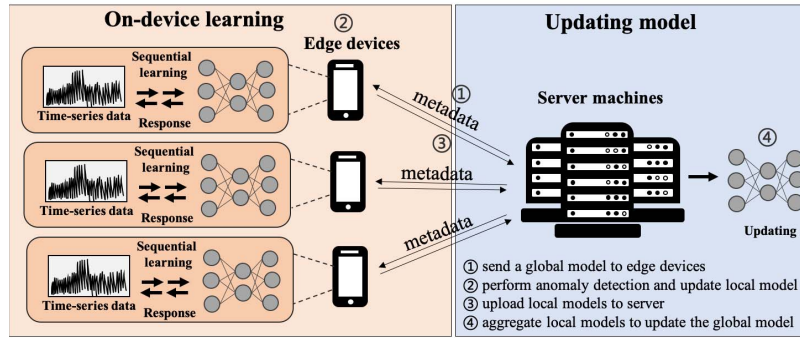 On-device learning
②
Edge devices
Sequential
learning
Time-series data
Response
Sequential
learning
Time-series data
Response
Sequential
learning
Time-series data
Response
①
metadata
③
metadata
metadata
Updating model
Server machines
④
Updating
① send a global model to edge devices
② perform anomaly detection and update local model
③ upload local models to server
④ aggregate local models to update the global model